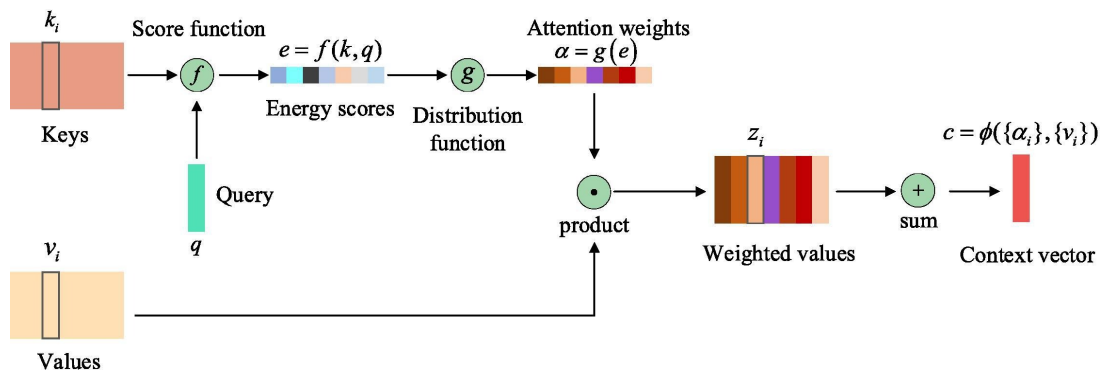 k_i
Score function
e = f(k, q)
Attention weights
α = g(e)
f
g
Keys
Energy scores
Distribution
function
Query
q
z_i
c = ϕ({α_i}, {v_i})
•
+
product
sum
v_i
Weighted values
Context vector
Values